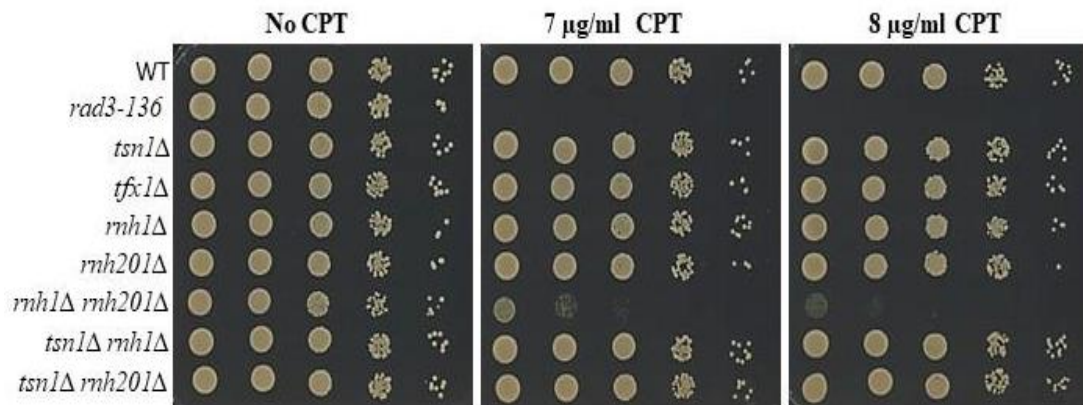 No CPT 7 µg/ml CPT 8 µg/ml CPT
WT
rad3-136
tsn1Δ
tfx1Δ
rnh1Δ
rnh201Δ
rnh1Δ rnh201Δ
tsn1Δ rnh1Δ
tsn1Δ rnh201Δ